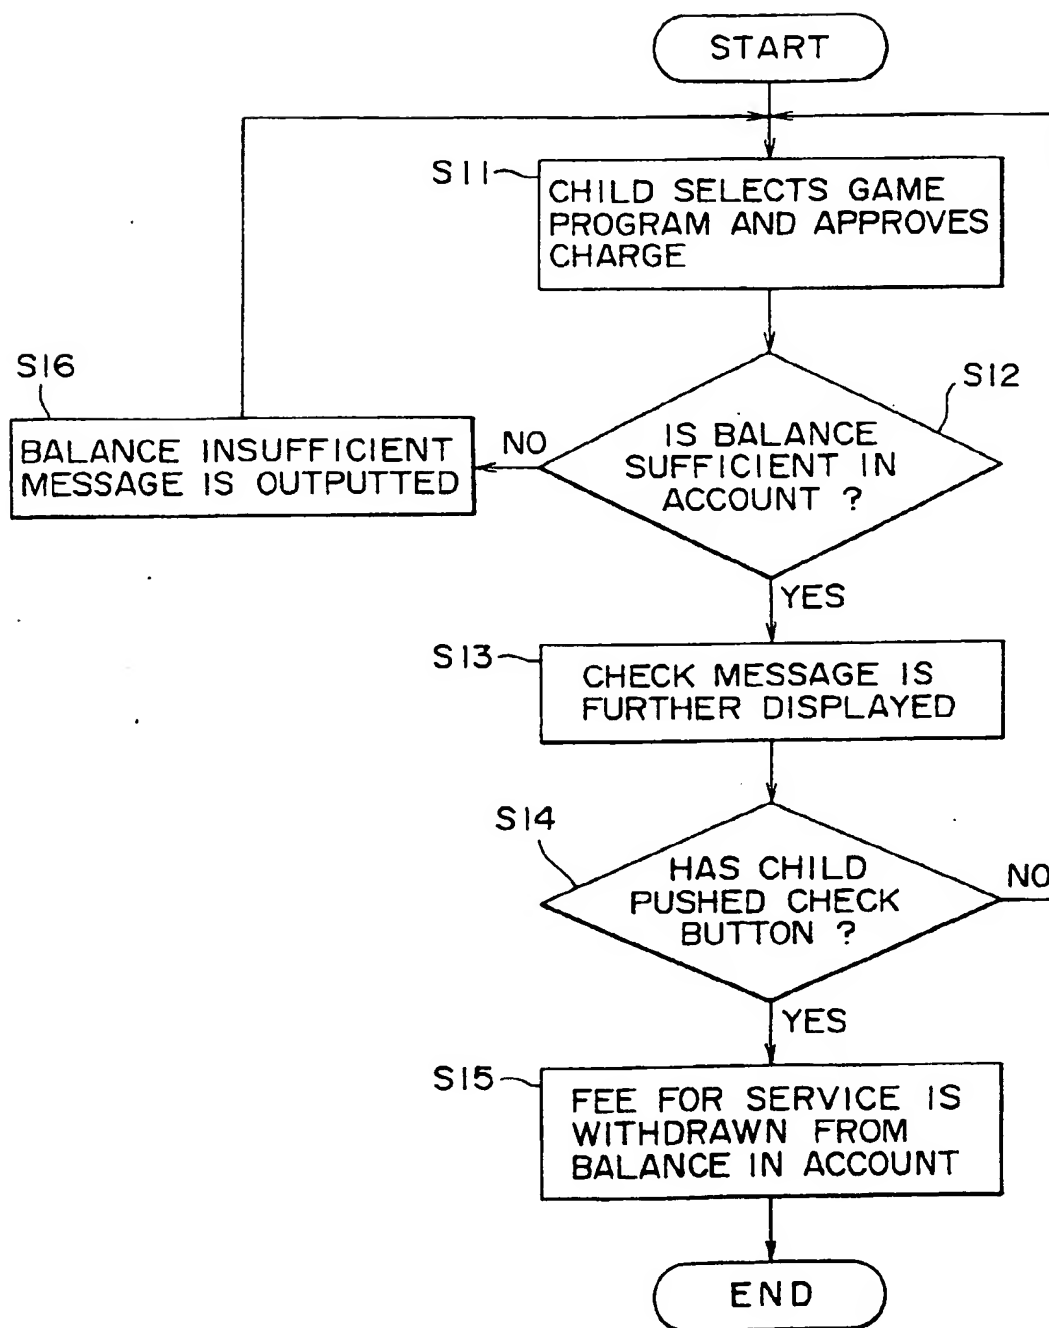 START
S11
CHILD SELECTS GAME
PROGRAM AND APPROVES
CHARGE
S12
IS BALANCE
SUFFICIENT IN
ACCOUNT ?
NO
S16
BALANCE INSUFFICIENT
MESSAGE IS OUTPUTTED
YES
S13
CHECK MESSAGE IS
FURTHER DISPLAYED
S14
HAS CHILD
PUSHED CHECK
BUTTON ?
NO
YES
S15
FEE FOR SERVICE IS
WITHDRAWN FROM
BALANCE IN ACCOUNT
END